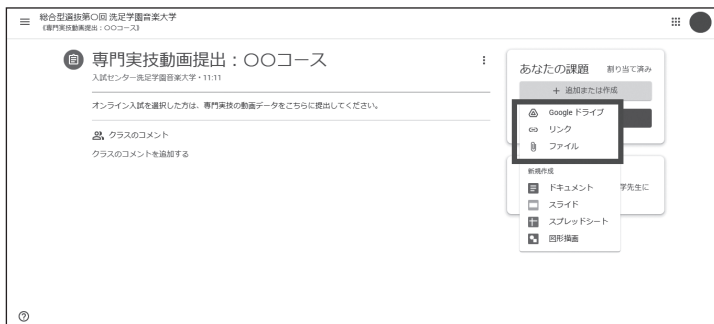 総合型選抜第〇回 洗足学園音楽大学
《専門実技動画提出：〇〇コース》
専門実技動画提出：〇〇コース
入試センター洗足学園音楽大学・11:11
オンライン入試を選択した方は、専門実技の動画データをこちらに提出してください。
クラスのコメント
クラスのコメントを追加する
あなたの課題 割り当て済み
+ 追加または作成
Google ドライブ
リンク
ファイル
新規作成
ドキュメント
学先生に
スライド
スプレッドシート
図形描画